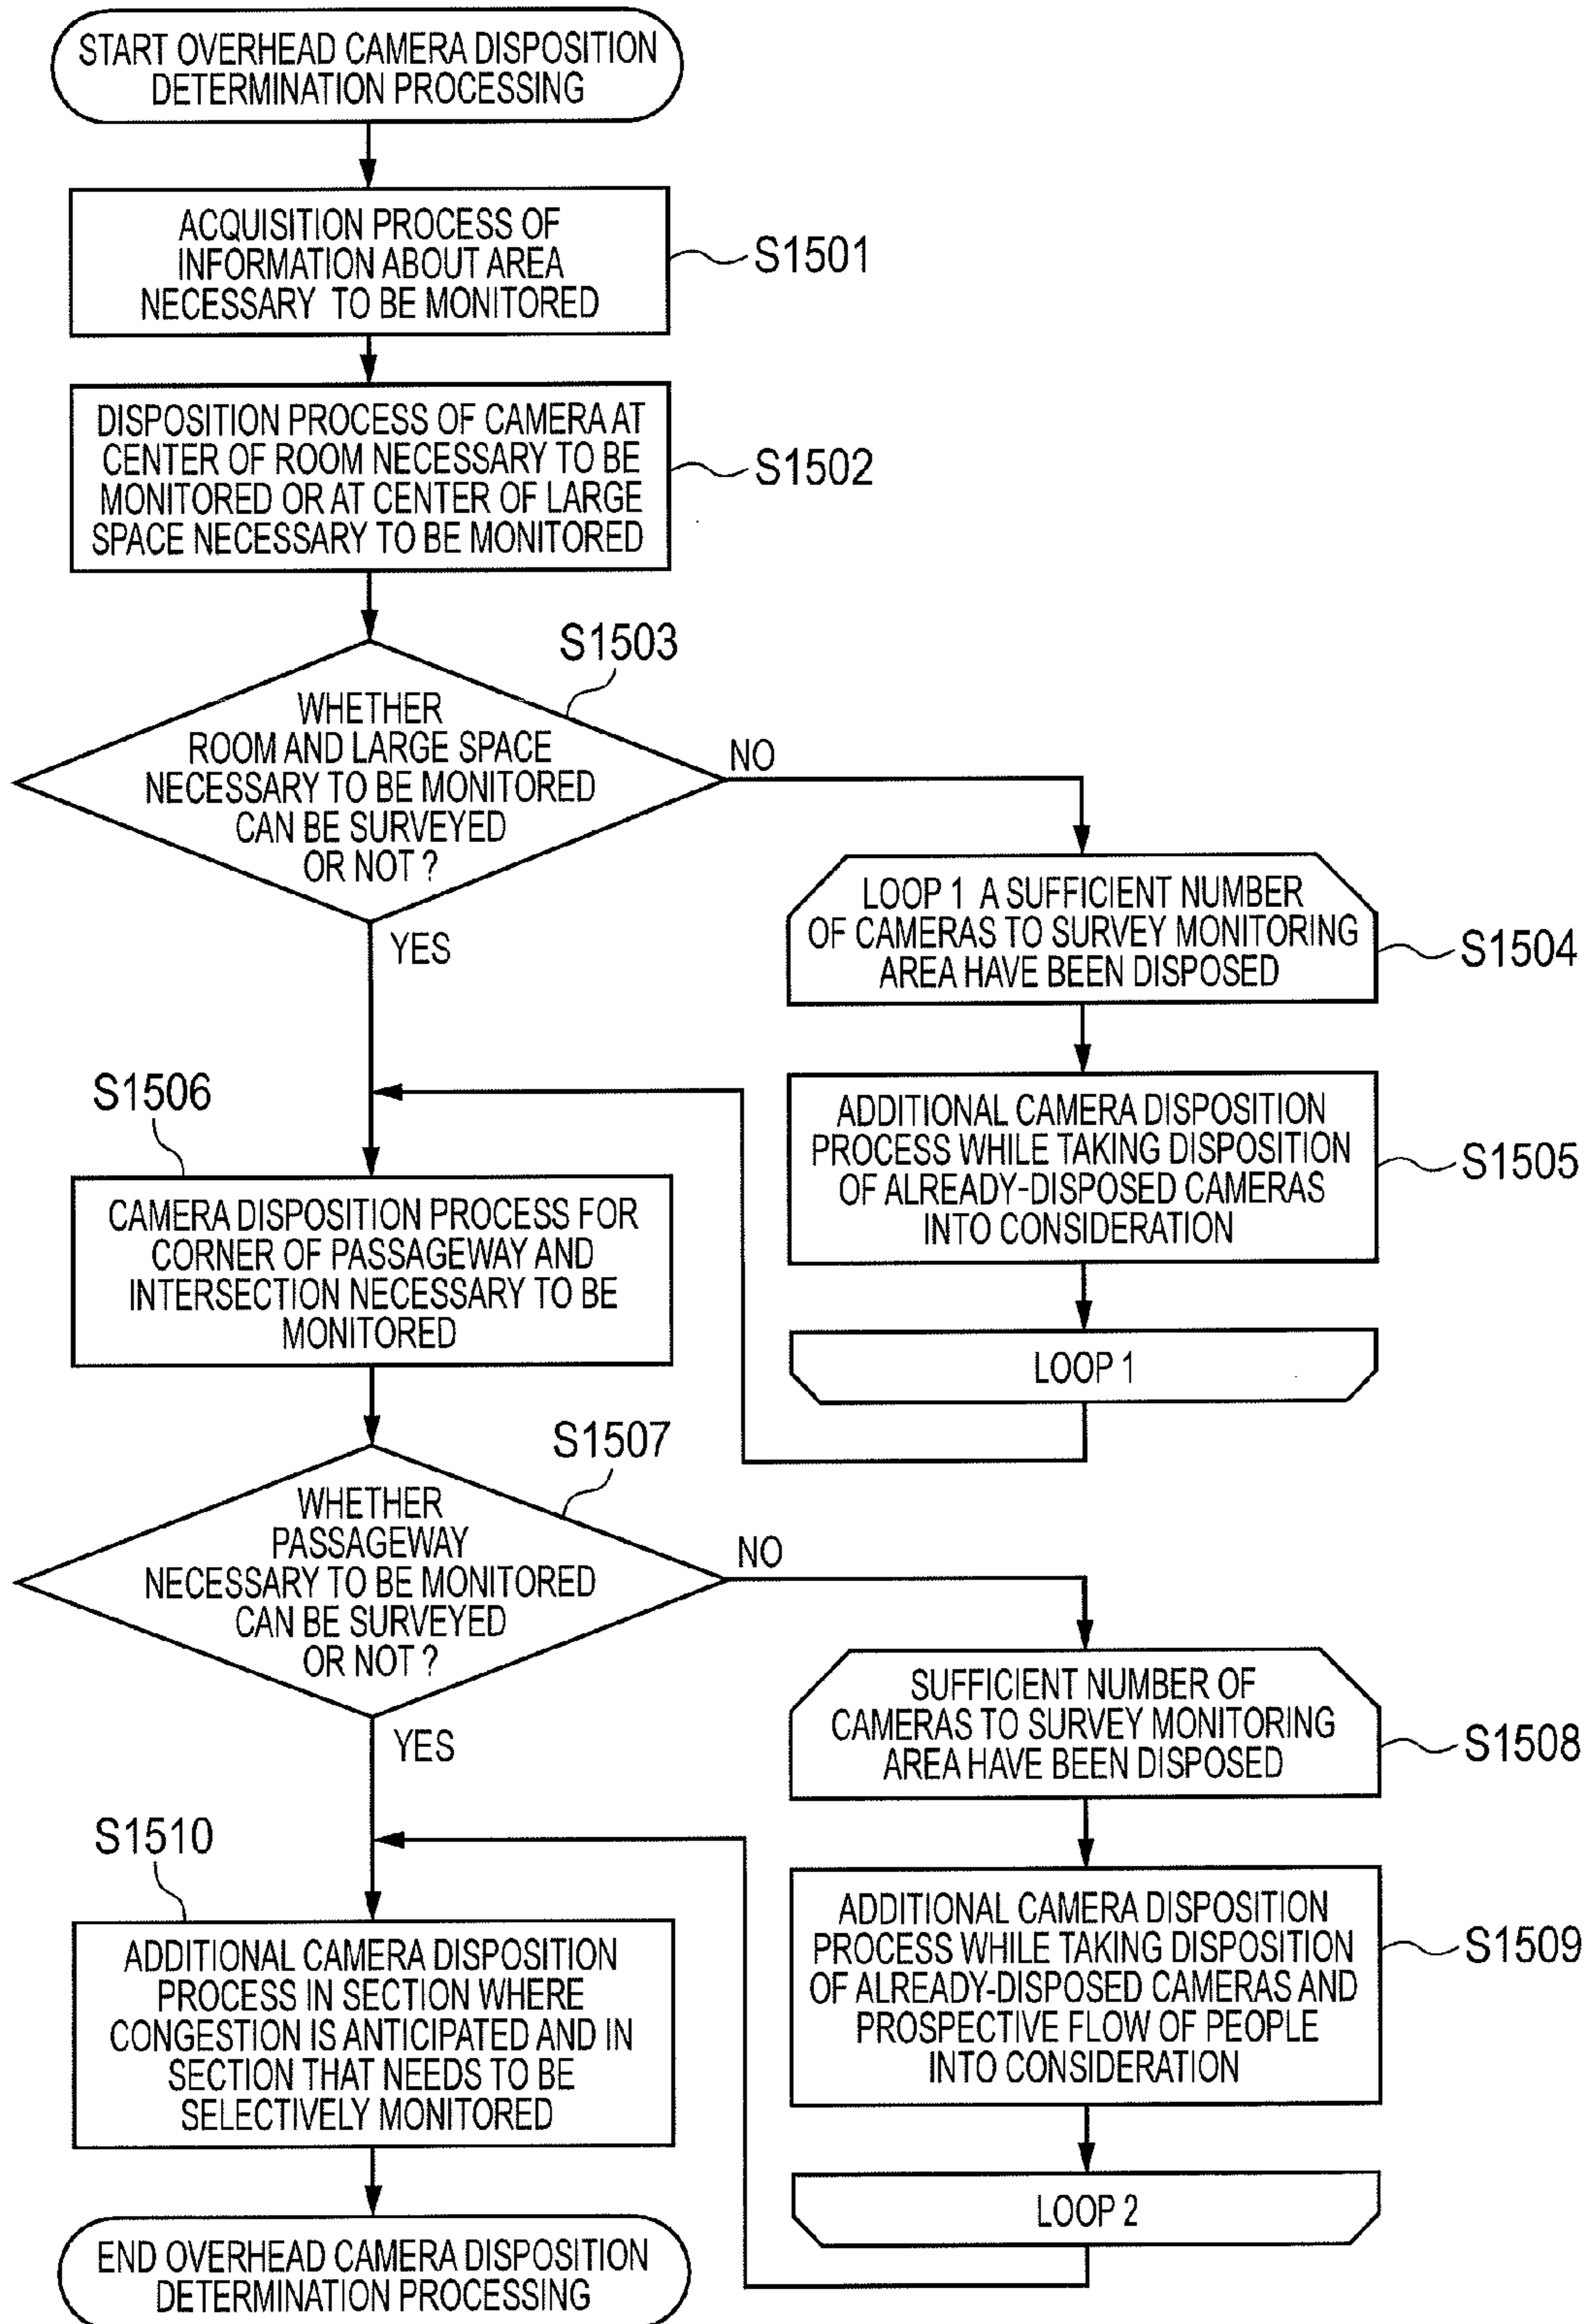 START OVERHEAD CAMERA DISPOSITION
DETERMINATION PROCESSING
ACQUISITION PROCESS OF
INFORMATION ABOUT AREA
NECESSARY TO BE MONITORED
S1501
DISPOSITION PROCESS OF CAMERA AT
CENTER OF ROOM NECESSARY TO BE
MONITORED OR AT CENTER OF LARGE
SPACE NECESSARY TO BE MONITORED
S1502
S1503
WHETHER
ROOM AND LARGE SPACE
NECESSARY TO BE MONITORED
CAN BE SURVEYED
OR NOT ?
NO
YES
LOOP 1 A SUFFICIENT NUMBER
OF CAMERAS TO SURVEY MONITORING
AREA HAVE BEEN DISPOSED
S1504
ADDITIONAL CAMERA DISPOSITION
PROCESS WHILE TAKING DISPOSITION
OF ALREADY-DISPOSED CAMERAS
INTO CONSIDERATION
S1505
LOOP 1
S1506
CAMERA DISPOSITION PROCESS FOR
CORNER OF PASSAGEWAY AND
INTERSECTION NECESSARY TO BE
MONITORED
S1507
WHETHER
PASSAGEWAY
NECESSARY TO BE MONITORED
CAN BE SURVEYED
OR NOT ?
NO
YES
SUFFICIENT NUMBER OF
CAMERAS TO SURVEY MONITORING
AREA HAVE BEEN DISPOSED
S1508
ADDITIONAL CAMERA DISPOSITION
PROCESS WHILE TAKING DISPOSITION
OF ALREADY-DISPOSED CAMERAS AND
PROSPECTIVE FLOW OF PEOPLE
INTO CONSIDERATION
S1509
LOOP 2
S1510
ADDITIONAL CAMERA DISPOSITION
PROCESS IN SECTION WHERE
CONGESTION IS ANTICIPATED AND IN
SECTION THAT NEEDS TO BE
SELECTIVELY MONITORED
END OVERHEAD CAMERA DISPOSITION
DETERMINATION PROCESSING